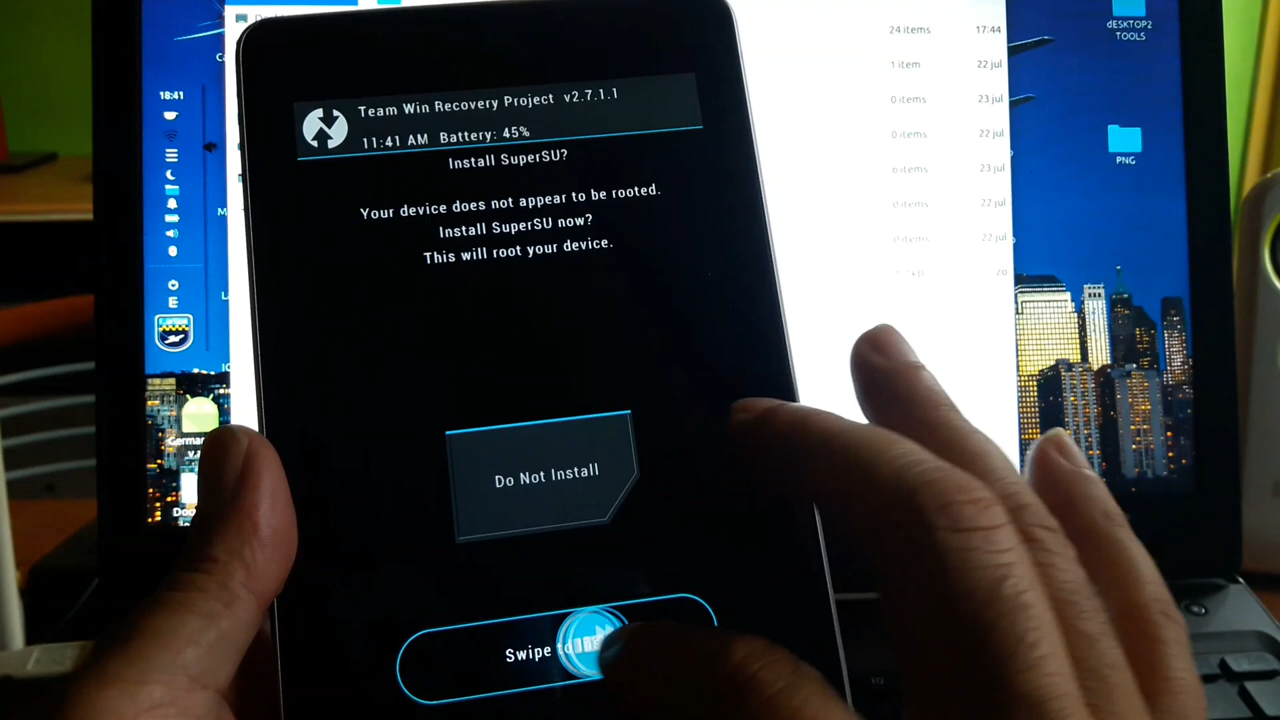 Team Win Recovery Project v2.7.1.1
11:41 AM Battery: 45%
Install SuperSU?
Your device does not appear to be rooted.
Install SuperSU now?
This will root your device.
Do Not Install
Swipe to
18:41
24 items 17:44
1 item 22 jul
0 items 23 jul
0 items 22 jul
23 jul
22 jul
22 jul
dESKTOP2
TOOLS
PNG